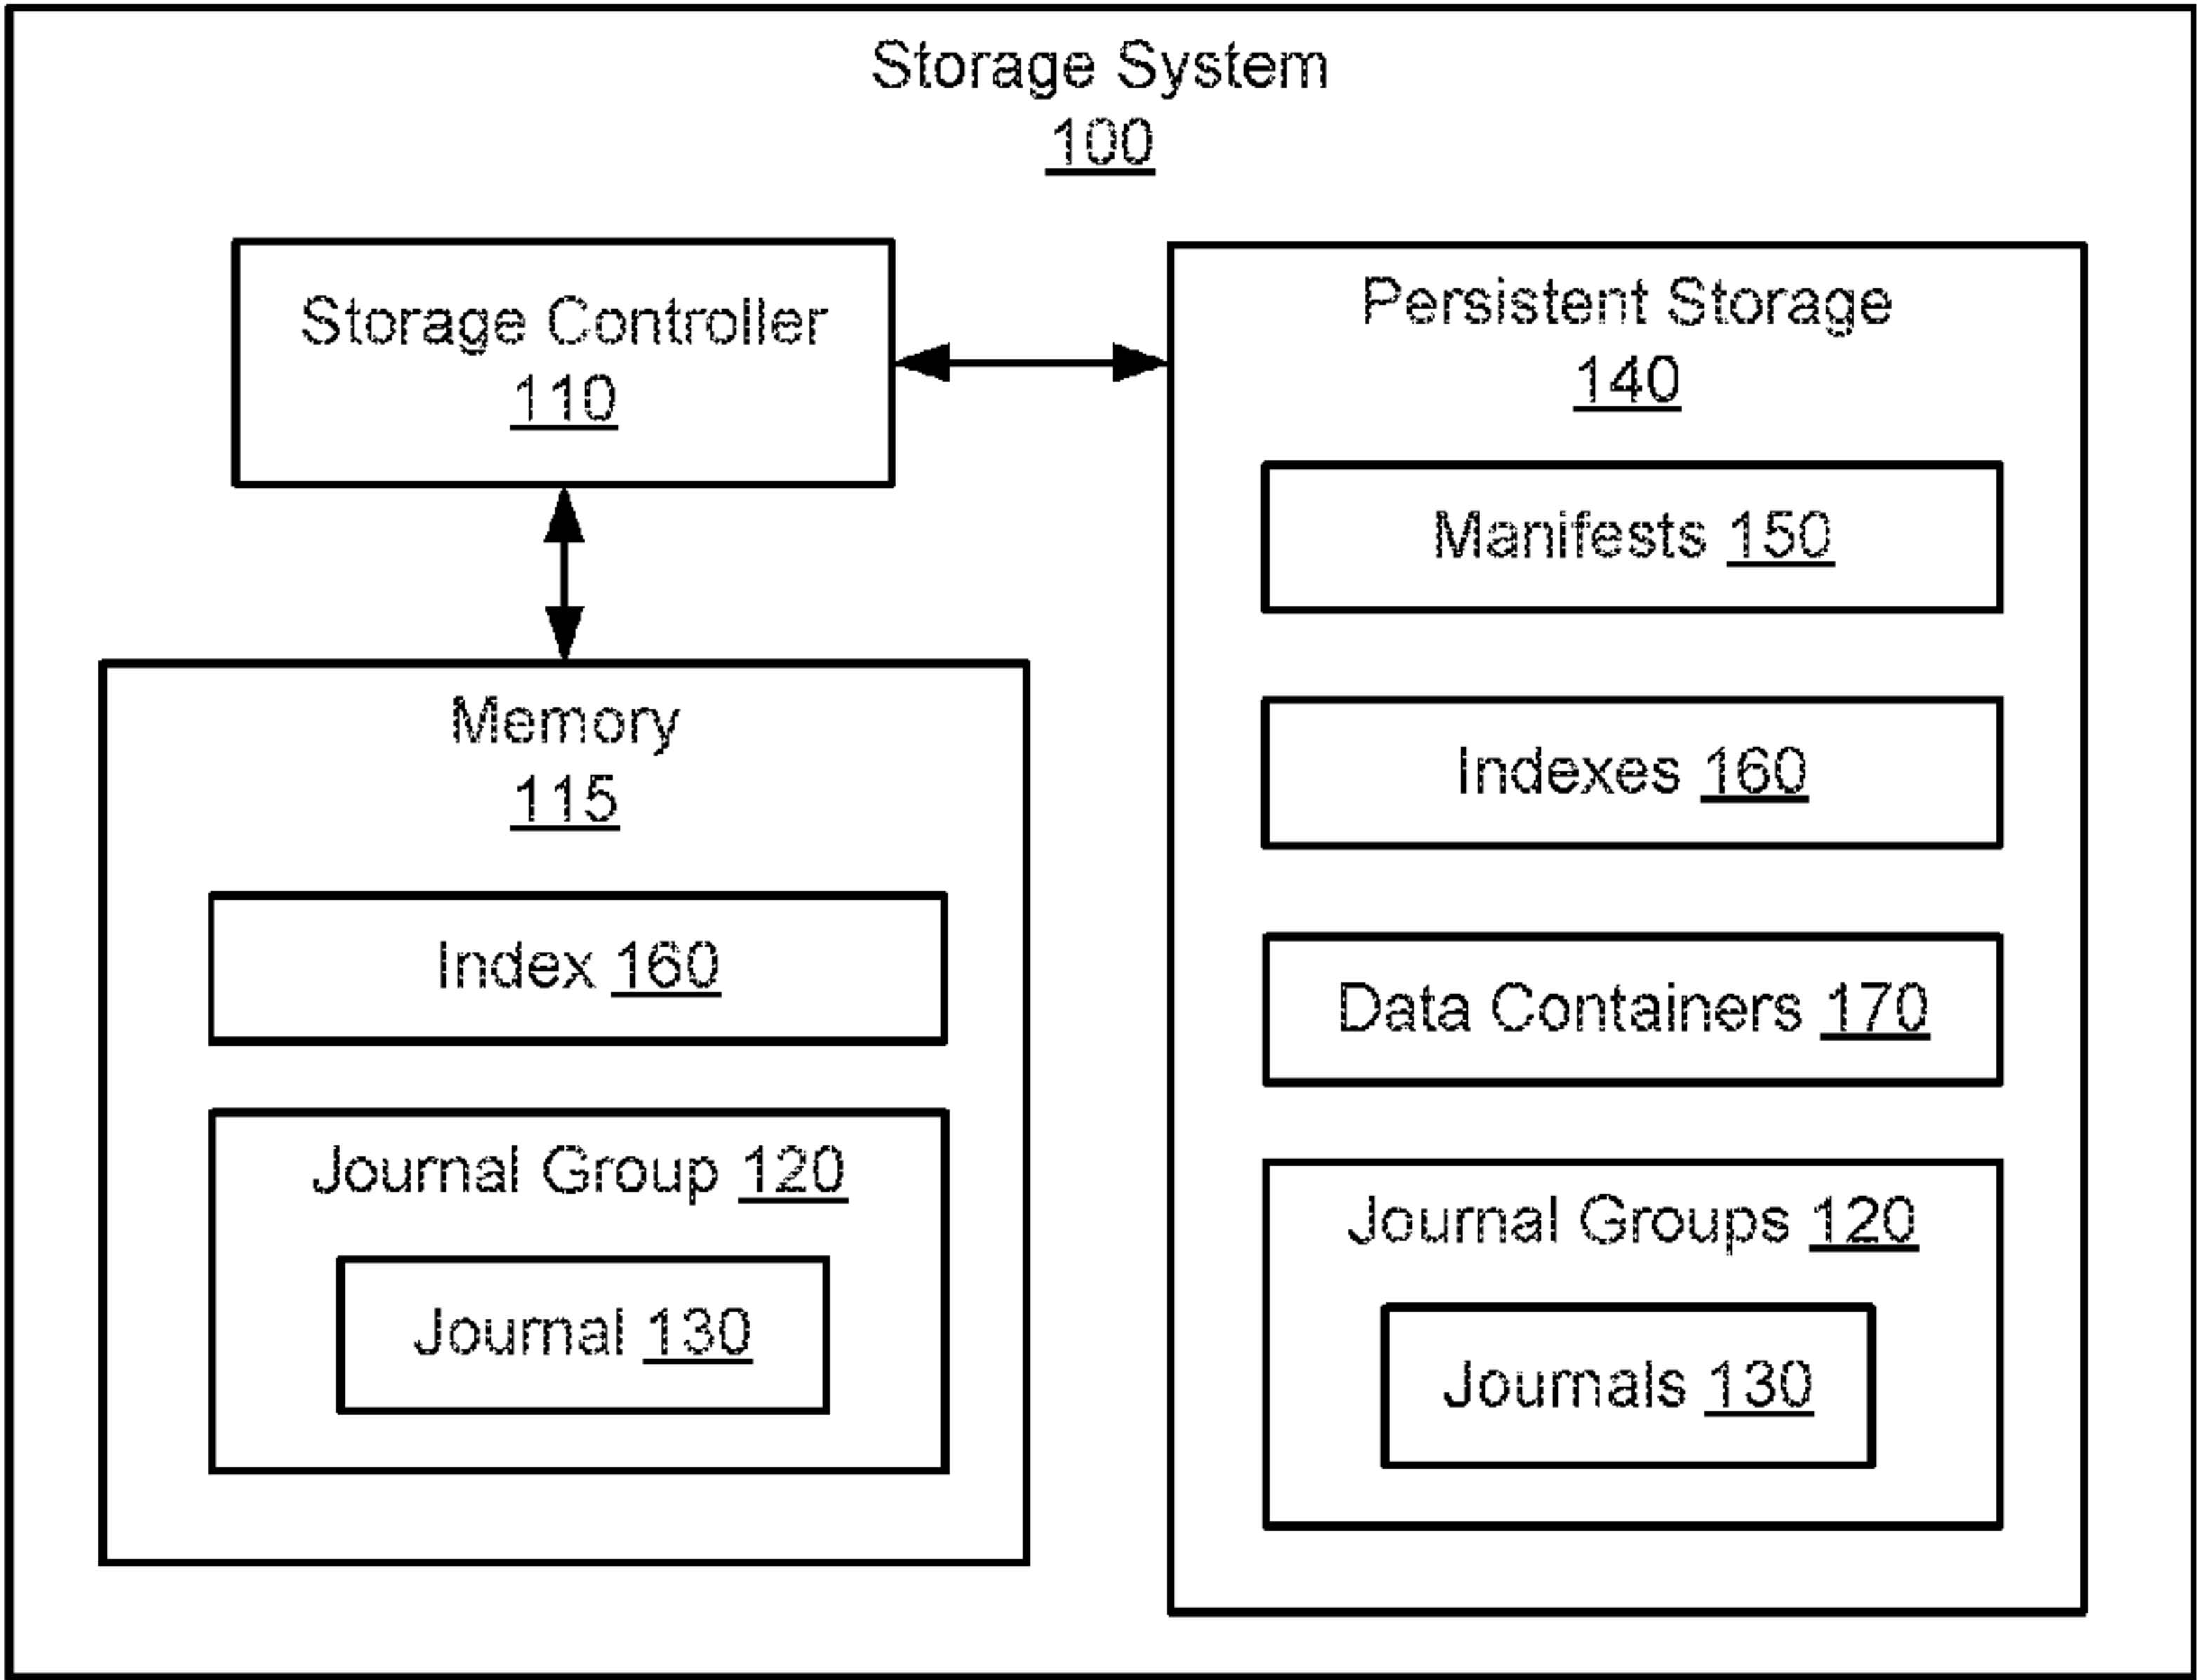 Storage System
100
Storage Controller
110
Persistent Storage
140
Manifests 150
Indexes 160
Data Containers 170
Journal Groups 120
Journals 130
Memory
115
Index 160
Journal Group 120
Journal 130